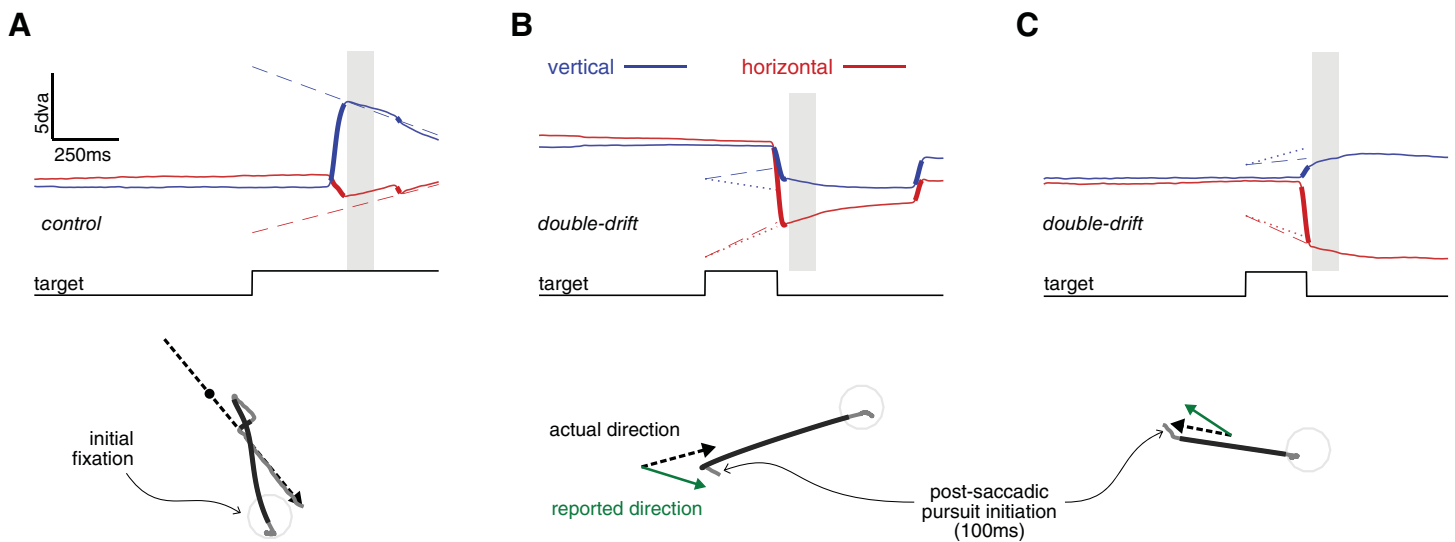 A
B
C
5dva
250ms
control
target
vertical
horizontal
double-drift
target
double-drift
target
initial
fixation
actual direction
reported direction
post-saccadic
pursuit initiation
(100ms)